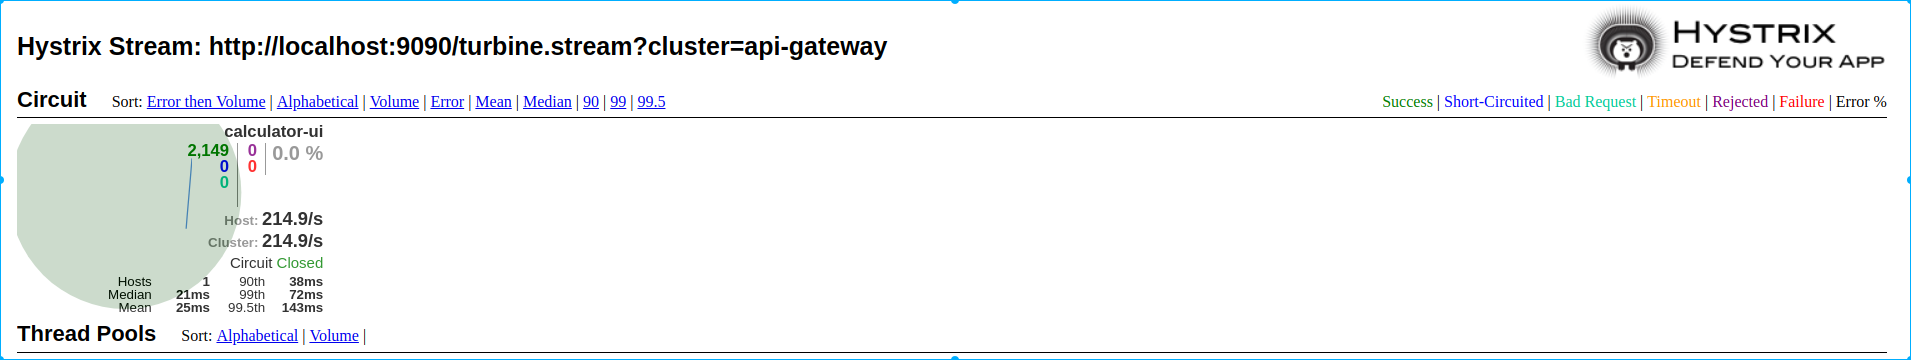 Hystrix Stream: http://localhost:9090/turbine.stream?cluster=api-gateway
HYSTRIX
DEFEND YOUR APP
Circuit Sort: Error then Volume | Alphabetical | Volume | Error | Mean | Median | 90 | 99 | 99.5
Success | Short-Circuited | Bad Request | Timeout | Rejected | Failure | Error %
calculator-ui
2,149 0 0.0 %
0 0
0
Host: 214.9/s
Cluster: 214.9/s
Circuit Closed
Hosts 1 90th 38ms
Median 21ms 99th 72ms
Mean 25ms 99.5th 143ms
Thread Pools Sort: Alphabetical | Volume |